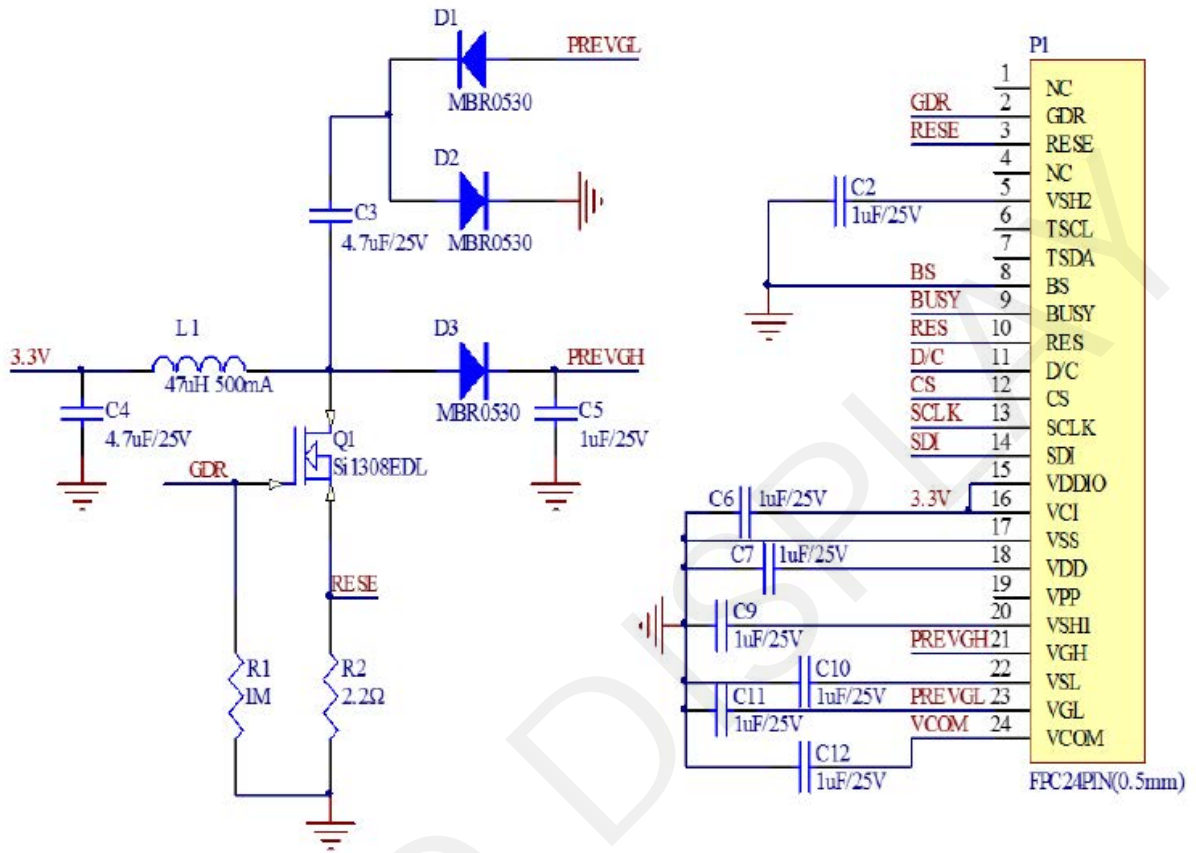 D1
PREVGL
MBR0530
D2
MBR0530
C3
4.7uF/25V
L1
3.3V
47uH 500mA
D3
PREVGH
MBR0530
C4
4.7uF/25V
C5
1uF/25V
Q1
Si1308EDL
GDR
RESE
R1
1M
R2
2.2Ω
P1
1 NC
GDR 2 GDR
RESE 3 RESE
4 NC
C2
1uF/25V
5 VSH2
6 TSCL
7 TSDA
BS 8 BS
BUSY 9 BUSY
RES 10 RES
D/C 11 D/C
CS 12 CS
SCLK 13 SCLK
SDI 14 SDI
15 VDDIO
C6 1uF/25V 3.3V 16 VCI
17 VSS
C7 1uF/25V 18 VDD
19 VPP
C9
1uF/25V
20 VSH1
PREVGH 21 VGH
C10
1uF/25V
22 VSL
C11
1uF/25V
PREVGL 23 VGL
VCOM 24 VCOM
C12
1uF/25V
FPC24PIN(0.5mm)
DISPLAY